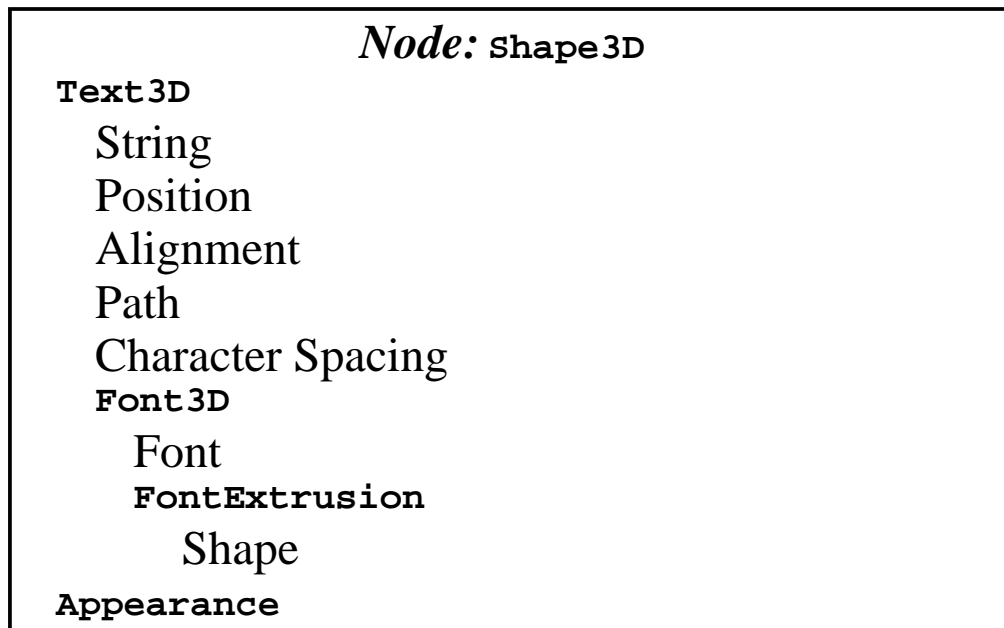 Node: Shape3D
Text3D
String
Position
Alignment
Path
Character Spacing
Font3D
Font
FontExtrusion
Shape
Appearance